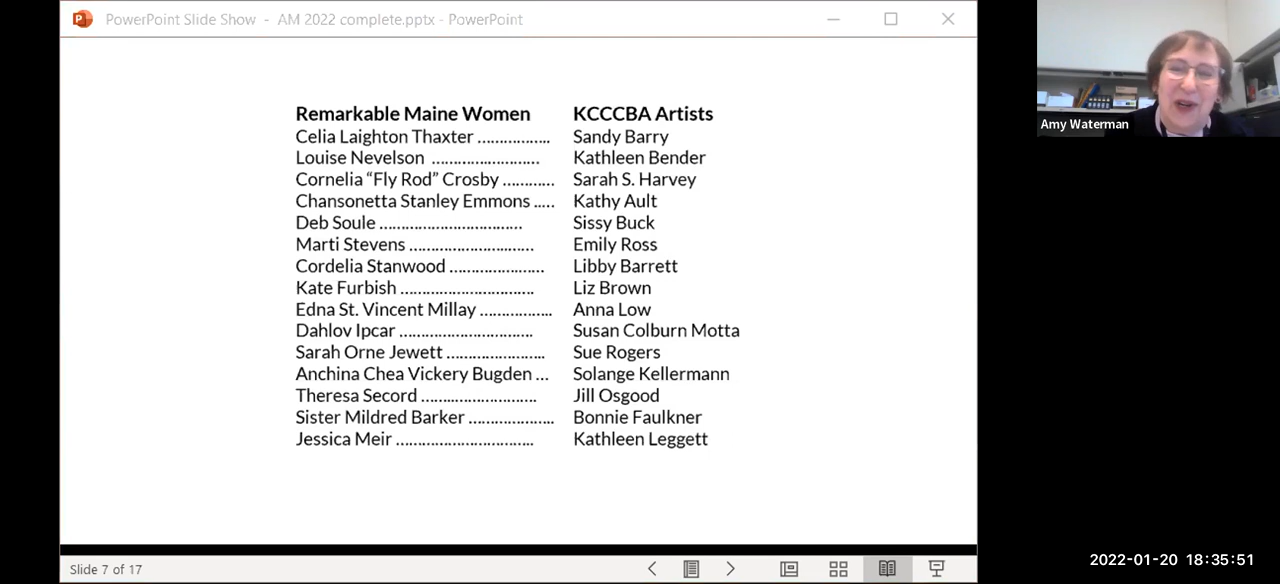 PowerPoint Slide Show - AM 2022 complete.pptx - PowerPoint
Amy Waterman
Remarkable Maine Women KCCCBA Artists
Celia Laighton Thaxter ................ Sandy Barry
Louise Nevelson ........................ Kathleen Bender
Cornelia “Fly Rod” Crosby ............ Sarah S. Harvey
Chansonetta Stanley Emmons ..... Kathy Ault
Deb Soule ................................ Sissy Buck
Marti Stevens ............................ Emily Ross
Cordelia Stanwood ..................... Libby Barrett
Kate Furbish .............................. Liz Brown
Edna St. Vincent Millay ................ Anna Low
Dahlov Ipcar .............................. Susan Colburn Motta
Sarah Orne Jewett ...................... Sue Rogers
Anchina Chea Vickery Bugden ... Solange Kellermann
Theresa Secord .......................... Jill Osgood
Sister Mildred Barker ................... Bonnie Faulkner
Jessica Meir ............................... Kathleen Leggett
2022-01-20 18:35:51
Slide 7 of 17